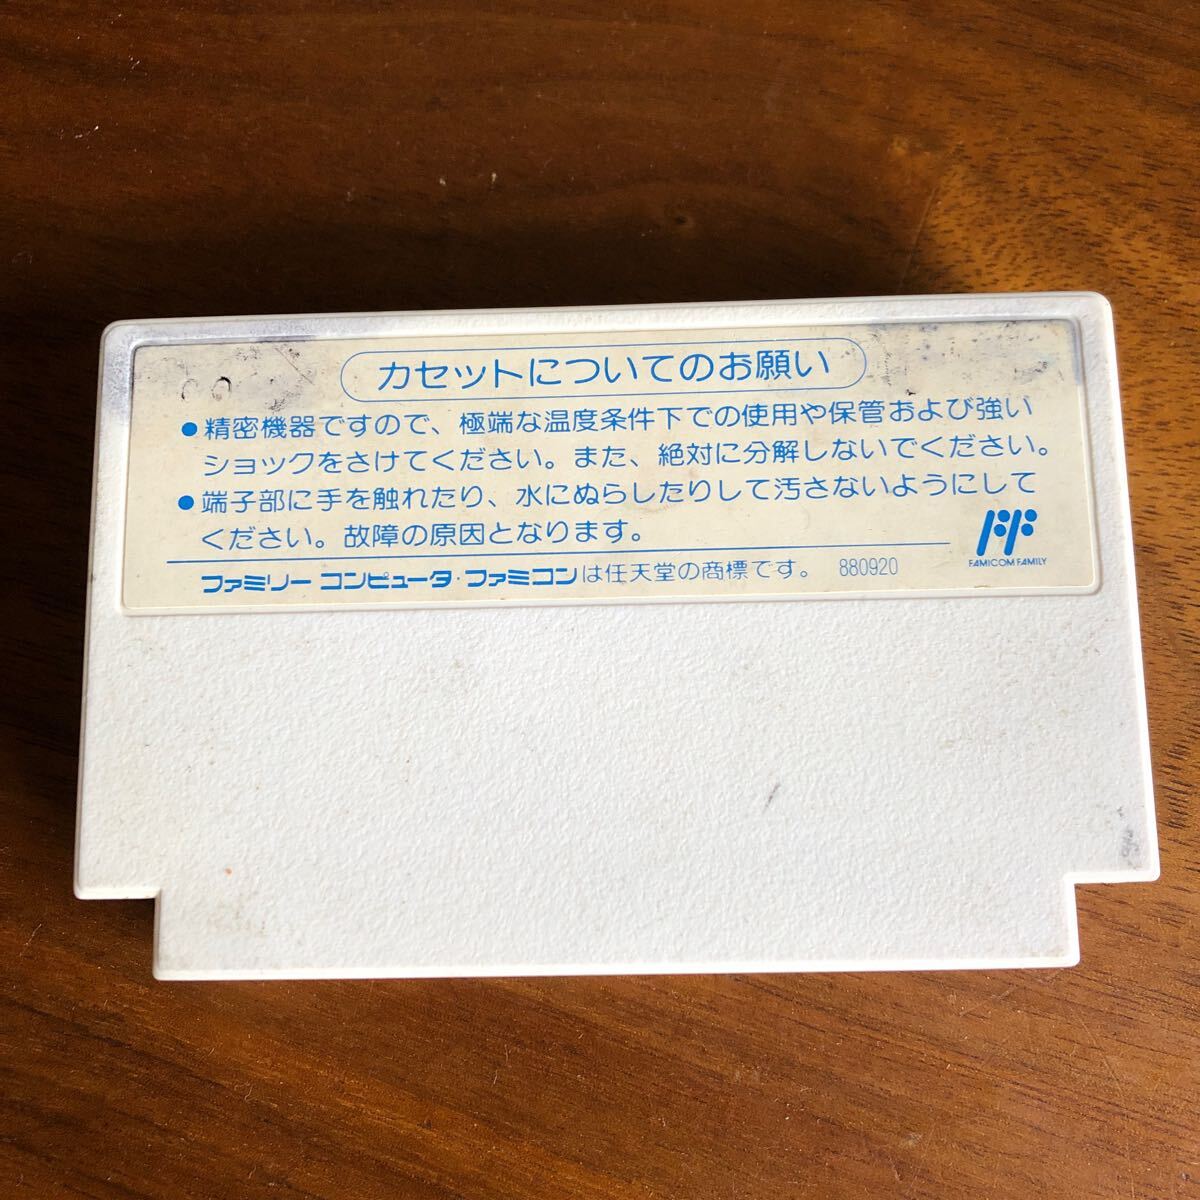 カセットについてのお願い
●精密機器ですので、極端な温度条件下での使用や保管および強い
ショックをさけてください。また、絶対に分解しないでください。
●端子部に手を触れたり、水にぬらしたりして汚さないようにして
ください。故障の原因となります。
FAMICOM FAMILY
ファミリー コンピュータ・ファミコンは任天堂の商標です。 880920